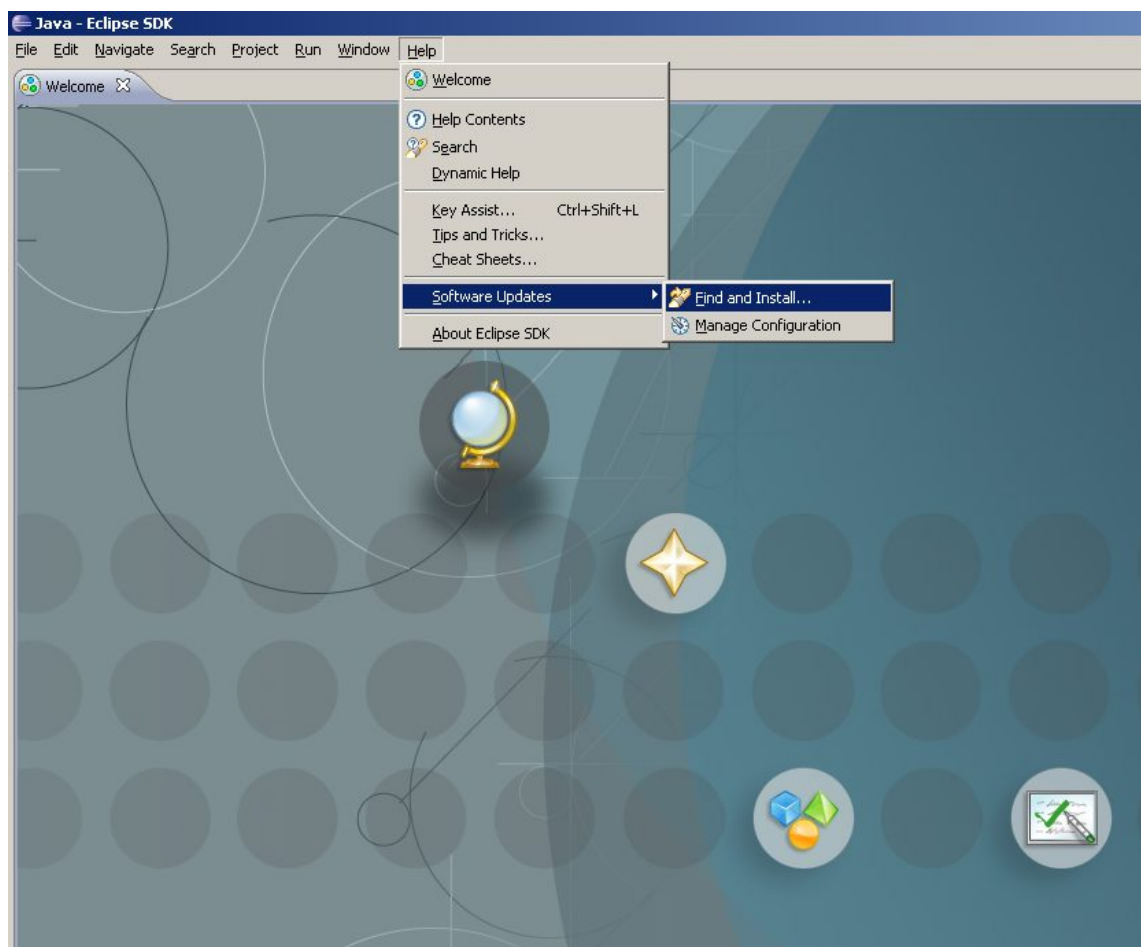 Java - Eclipse SDK
File Edit Navigate Search Project Run Window Help
Welcome
Welcome
Help Contents
Search
Dynamic Help
Key Assist... Ctrl+Shift+L
Tips and Tricks...
Cheat Sheets...
Software Updates
Find and Install...
Manage Configuration
About Eclipse SDK